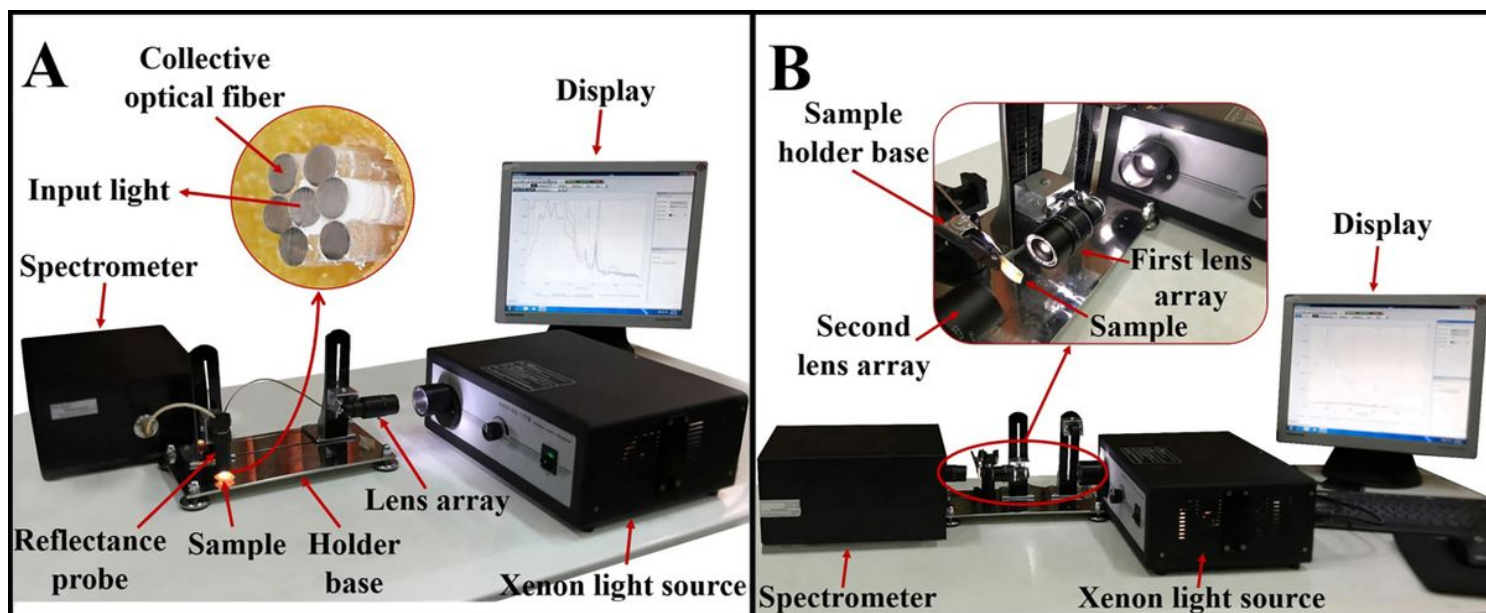 A
Collective
optical fiber
Input light
Spectrometer
Display
Reflectance
probe
Sample
Holder
base
Lens array
Xenon light source
B
Sample
holder base
Second
lens array
First lens
array
Sample
Display
Spectrometer
Xenon light source